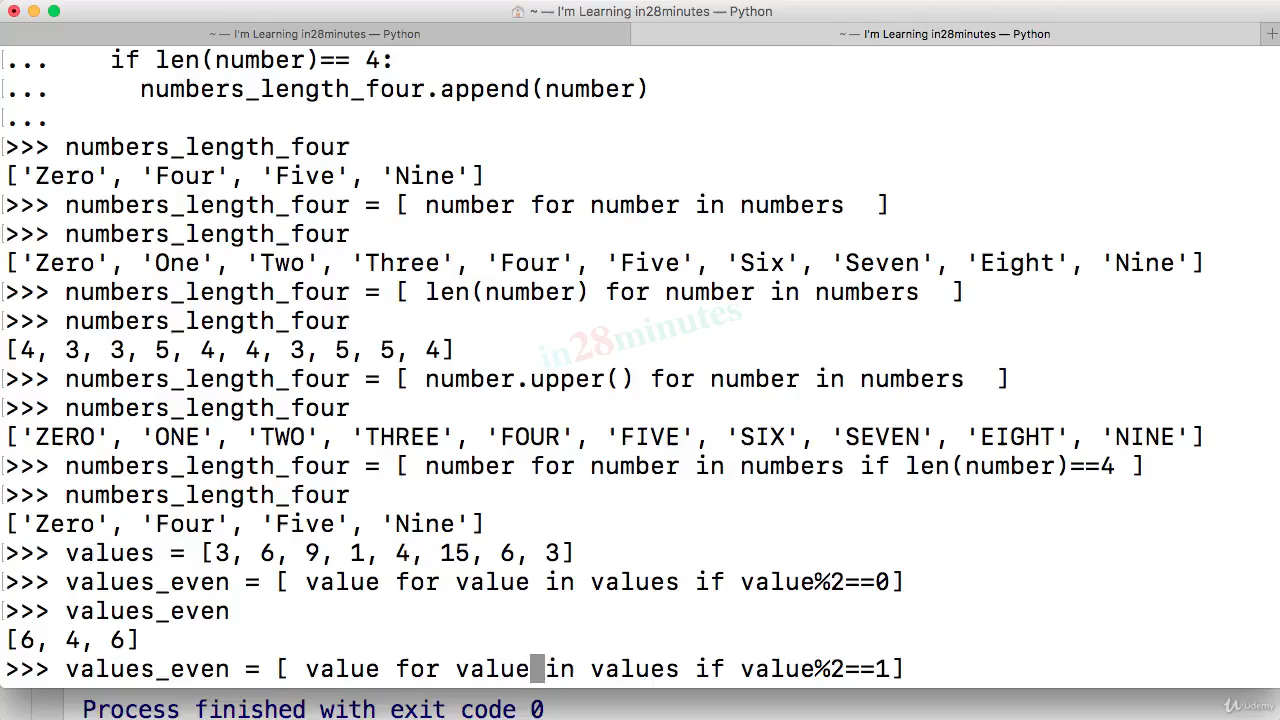 ~ — I'm Learning in28minutes — Python
~ — I'm Learning in28minutes — Python
~ — I'm Learning in28minutes — Python
... if len(number)== 4:
... numbers_length_four.append(number)
...
>>> numbers_length_four
['Zero', 'Four', 'Five', 'Nine']
>>> numbers_length_four = [ number for number in numbers  ]
>>> numbers_length_four
['Zero', 'One', 'Two', 'Three', 'Four', 'Five', 'Six', 'Seven', 'Eight', 'Nine']
>>> numbers_length_four = [ len(number) for number in numbers  ]
>>> numbers_length_four
[4, 3, 3, 5, 4, 4, 3, 5, 5, 4]
>>> numbers_length_four = [ number.upper() for number in numbers  ]
>>> numbers_length_four
['ZERO', 'ONE', 'TWO', 'THREE', 'FOUR', 'FIVE', 'SIX', 'SEVEN', 'EIGHT', 'NINE']
>>> numbers_length_four = [ number for number in numbers if len(number)==4 ]
>>> numbers_length_four
['Zero', 'Four', 'Five', 'Nine']
>>> values = [3, 6, 9, 1, 4, 15, 6, 3]
>>> values_even = [ value for value in values if value%2==0]
>>> values_even
[6, 4, 6]
>>> values_even = [ value for value in values if value%2==1]
Process finished with exit code 0
in28minutes
Udemy